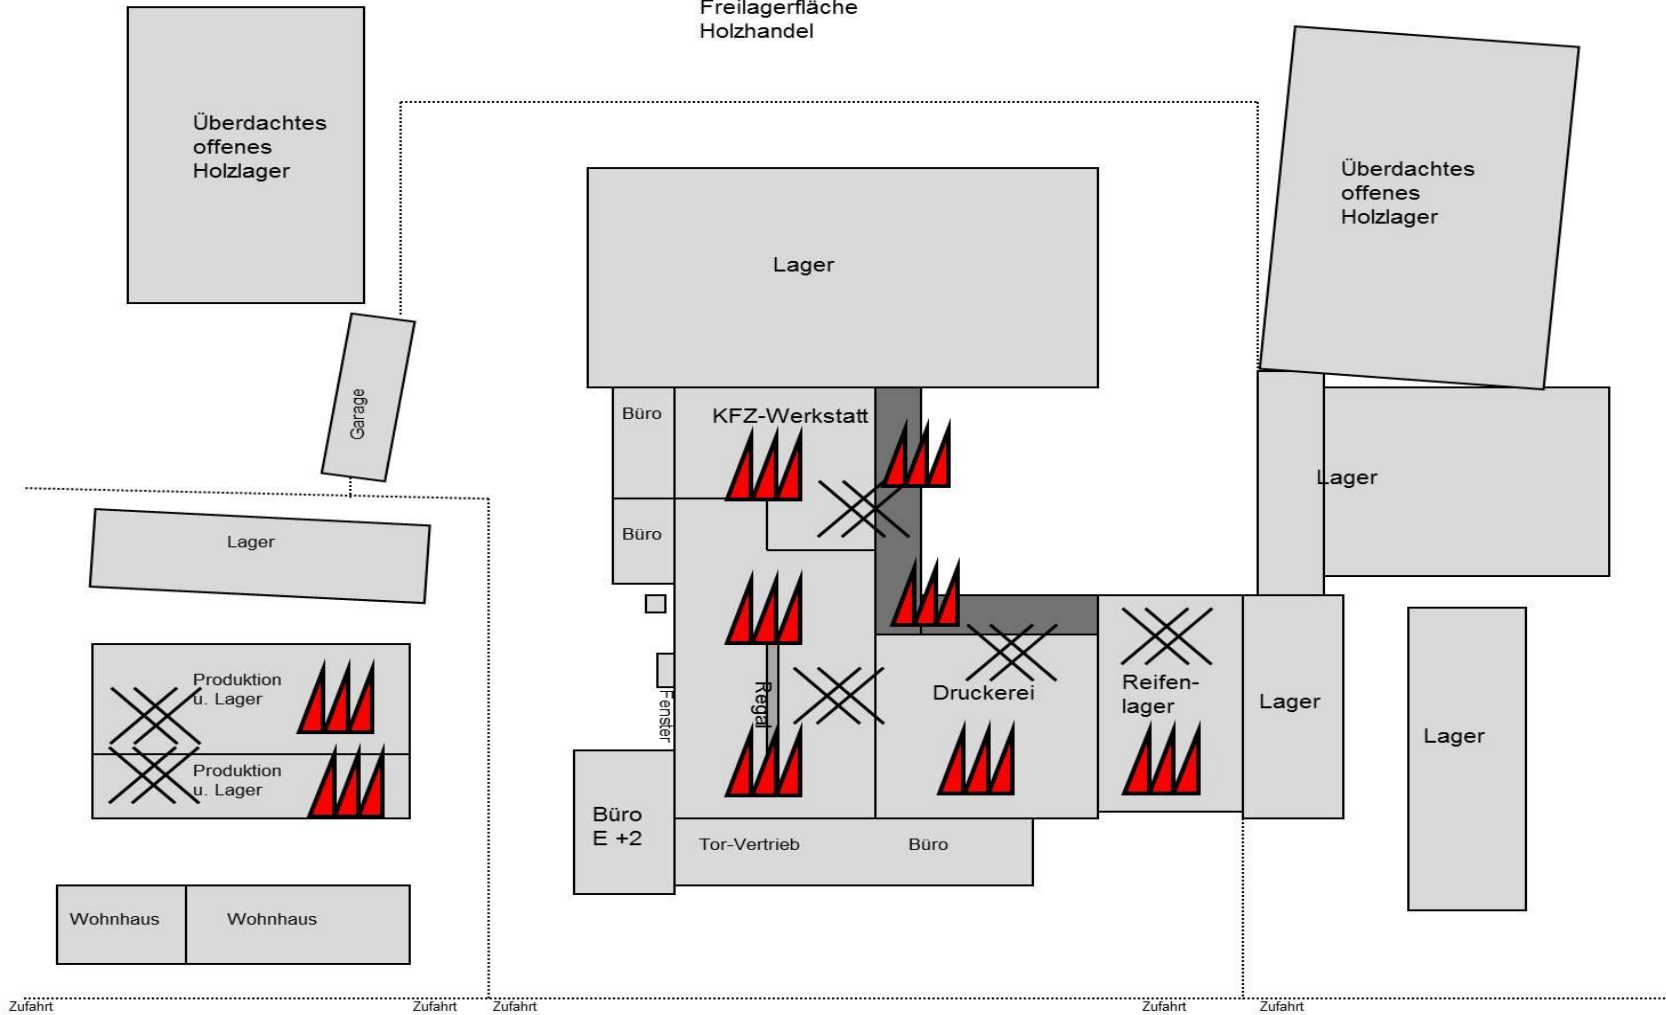 Freilagerfläche
Holzhandel
Überdachtes
offenes
Holzlager
Überdachtes
offenes
Holzlager
Lager
Garage
Büro
KFZ-Werkstatt
Lager
Büro
Lager
Produktion
u. Lager
Produktion
u. Lager
Regal
Fenster
Druckerei
Reifen-
lager
Lager
Lager
Büro
E +2
Tor-Vertrieb
Büro
Wohnhaus
Wohnhaus
Zufahrt
Zufahrt
Zufahrt
Zufahrt
Zufahrt